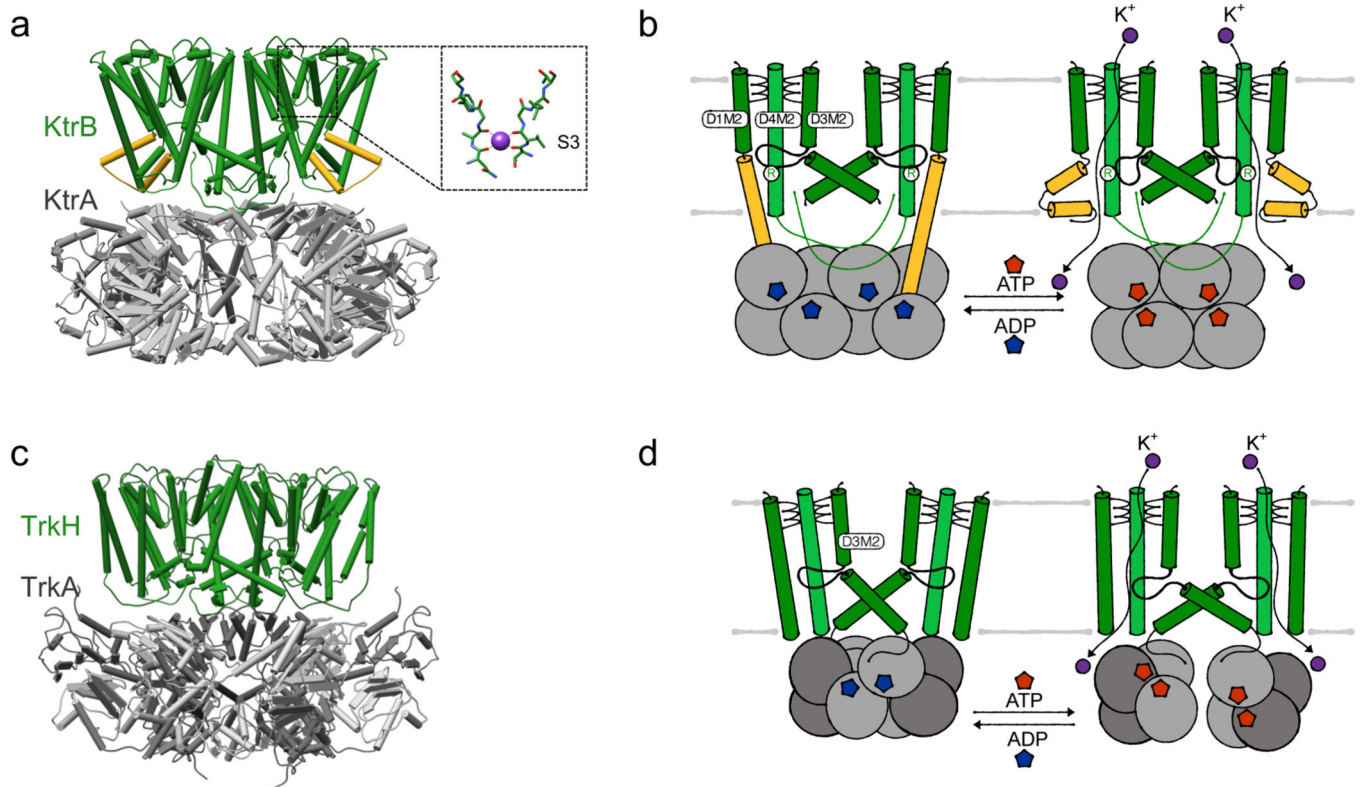 a
KtrB
KtrA
S3
b
K+ K+
D1M2 D4M2 D3M2
R R R R
ATP
ADP
c
TrkH
TrkA
d
K+ K+
D3M2
ATP
ADP